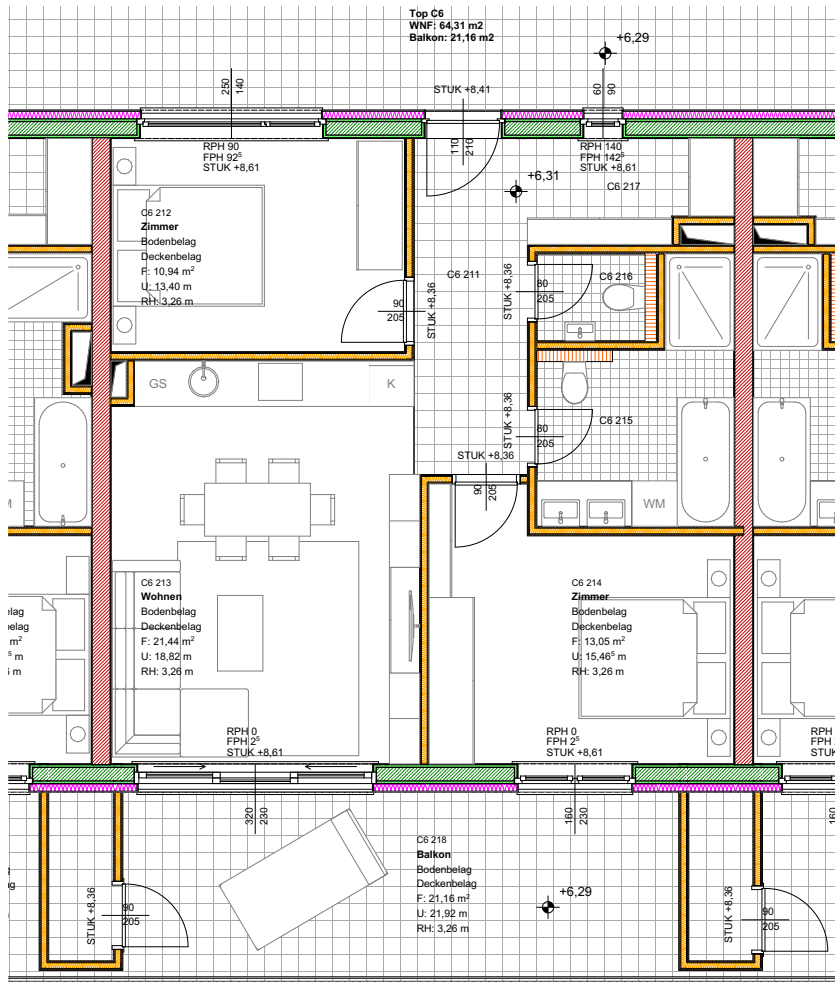 Top C6
WNF: 64,31 m2
Balkon: 21,16 m2
+6,29
250
140
STUK +8,41
60
90
RPH 90
FPH 92⁵
STUK +8,61
110
210
RPH 140
FPH 142⁵
STUK +8,61
+6,31
C6 217
C6 212
Zimmer
Bodenbelag
Deckenbelag
F: 10,94 m²
U: 13,40 m
RH: 3,26 m
C6 211
90
205
STUK +8,36
STUK +8,36
80
205
C6 216
GS
K
STUK +8,36
80
205
C6 215
STUK +8,36
90
205
WM
C6 213
Wohnen
Bodenbelag
Deckenbelag
F: 21,44 m²
U: 18,82 m
RH: 3,26 m
C6 214
Zimmer
Bodenbelag
Deckenbelag
F: 13,05 m²
U: 15,46⁵ m
RH: 3,26 m
elag
elag
m²
⁵ m
m
RPH 0
FPH 2⁵
STUK +8,61
RPH 0
FPH 2⁵
STUK +8,61
RPH
FPH
STUK
320
230
160
230
160
C6 218
Balkon
Bodenbelag
Deckenbelag
F: 21,16 m²
U: 21,92 m
RH: 3,26 m
+6,29
STUK +8,36
90
205
STUK +8,36
90
205